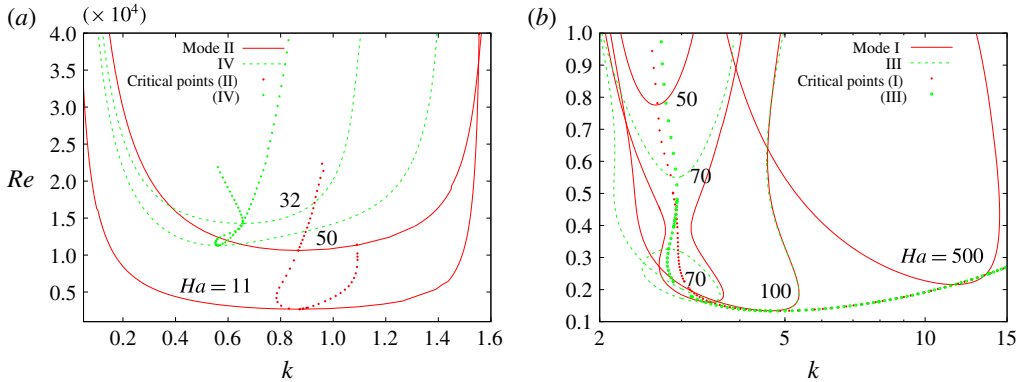 (a)
(× 10⁴)
4.0
3.5
3.0
2.5
2.0
1.5
1.0
0.5
Re
Mode II
IV
Critical points (II)
(IV)
32
50
Ha = 11
0.2 0.4 0.6 0.8 1.0 1.2 1.4 1.6
k
(b)
1.0
0.9
0.8
0.7
0.6
0.5
0.4
0.3
0.2
0.1
Mode I
III
Critical points (I)
(III)
50
70
Ha = 500
70
100
2 5 10 15
k